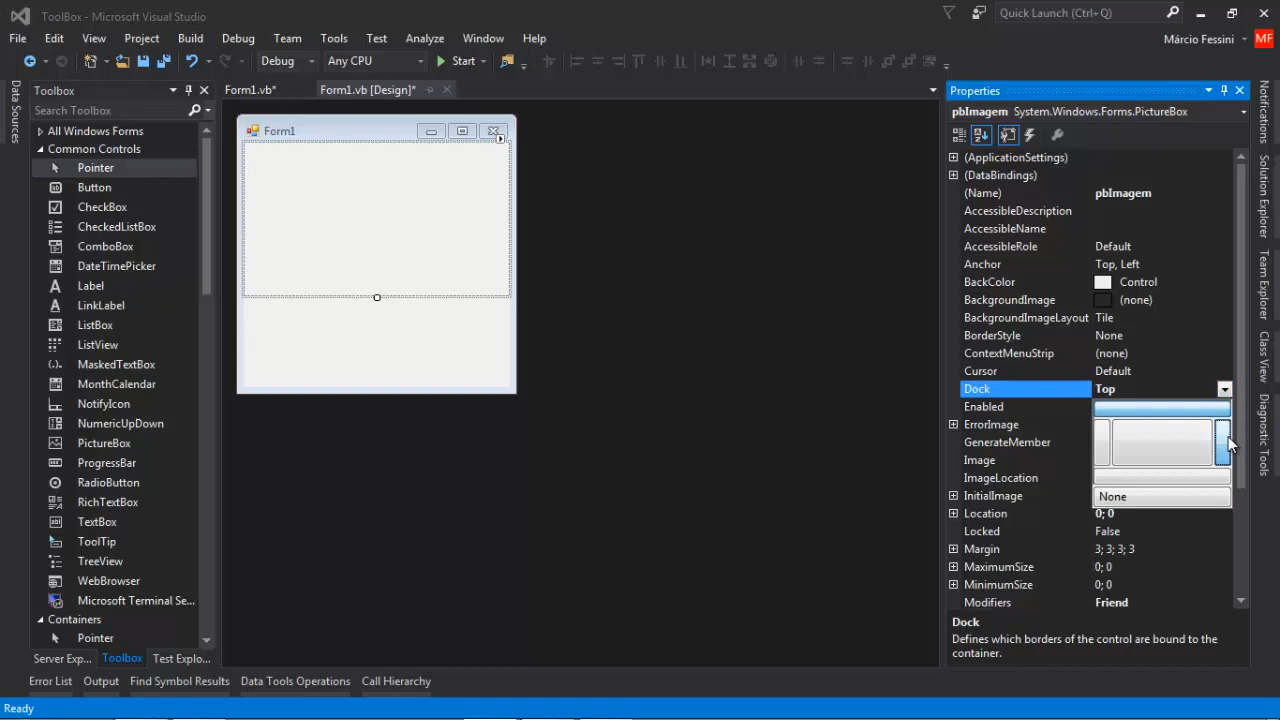 ToolBox - Microsoft Visual Studio
Quick Launch (Ctrl+Q)
File Edit View Project Build Debug Team Tools Test Analyze Window Help
Márcio Fessini MF
Debug Any CPU Start
Data Sources
Toolbox
Search Toolbox
All Windows Forms
Common Controls
Pointer
Button
CheckBox
CheckedListBox
ComboBox
DateTimePicker
Label
LinkLabel
ListBox
ListView
MaskedTextBox
MonthCalendar
NotifyIcon
NumericUpDown
PictureBox
ProgressBar
RadioButton
RichTextBox
TextBox
ToolTip
TreeView
WebBrowser
Microsoft Terminal Se...
Containers
Pointer
Server Exp... Toolbox Test Explo...
Form1.vb* Form1.vb [Design]*
Form1
Properties
pbImagem System.Windows.Forms.PictureBox
(ApplicationSettings)
(DataBindings)
(Name) pbImagem
AccessibleDescription
AccessibleName
AccessibleRole Default
Anchor Top, Left
BackColor Control
BackgroundImage (none)
BackgroundImageLayout Tile
BorderStyle None
ContextMenuStrip (none)
Cursor Default
Dock Top
Enabled
ErrorImage
GenerateMember
Image
ImageLocation
InitialImage
None
Location 0; 0
Locked False
Margin 3; 3; 3; 3
MaximumSize 0; 0
MinimumSize 0; 0
Modifiers Friend
Dock
Defines which borders of the control are bound to the
container.
Notifications
Solution Explorer
Team Explorer
Class View
Diagnostic Tools
Error List Output Find Symbol Results Data Tools Operations Call Hierarchy
Ready